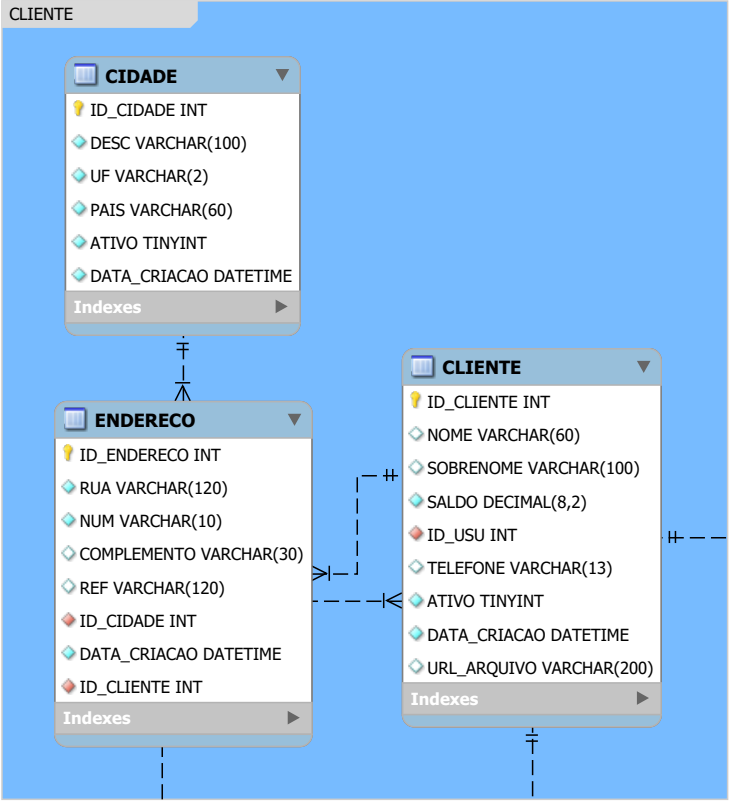 CLIENTE
CIDADE
ID_CIDADE INT
DESC VARCHAR(100)
UF VARCHAR(2)
PAIS VARCHAR(60)
ATIVO TINYINT
DATA_CRIACAO DATETIME
Indexes
ENDERECO
ID_ENDERECO INT
RUA VARCHAR(120)
NUM VARCHAR(10)
COMPLEMENTO VARCHAR(30)
REF VARCHAR(120)
ID_CIDADE INT
DATA_CRIACAO DATETIME
ID_CLIENTE INT
Indexes
CLIENTE
ID_CLIENTE INT
NOME VARCHAR(60)
SOBRENOME VARCHAR(100)
SALDO DECIMAL(8,2)
ID_USU INT
TELEFONE VARCHAR(13)
ATIVO TINYINT
DATA_CRIACAO DATETIME
URL_ARQUIVO VARCHAR(200)
Indexes